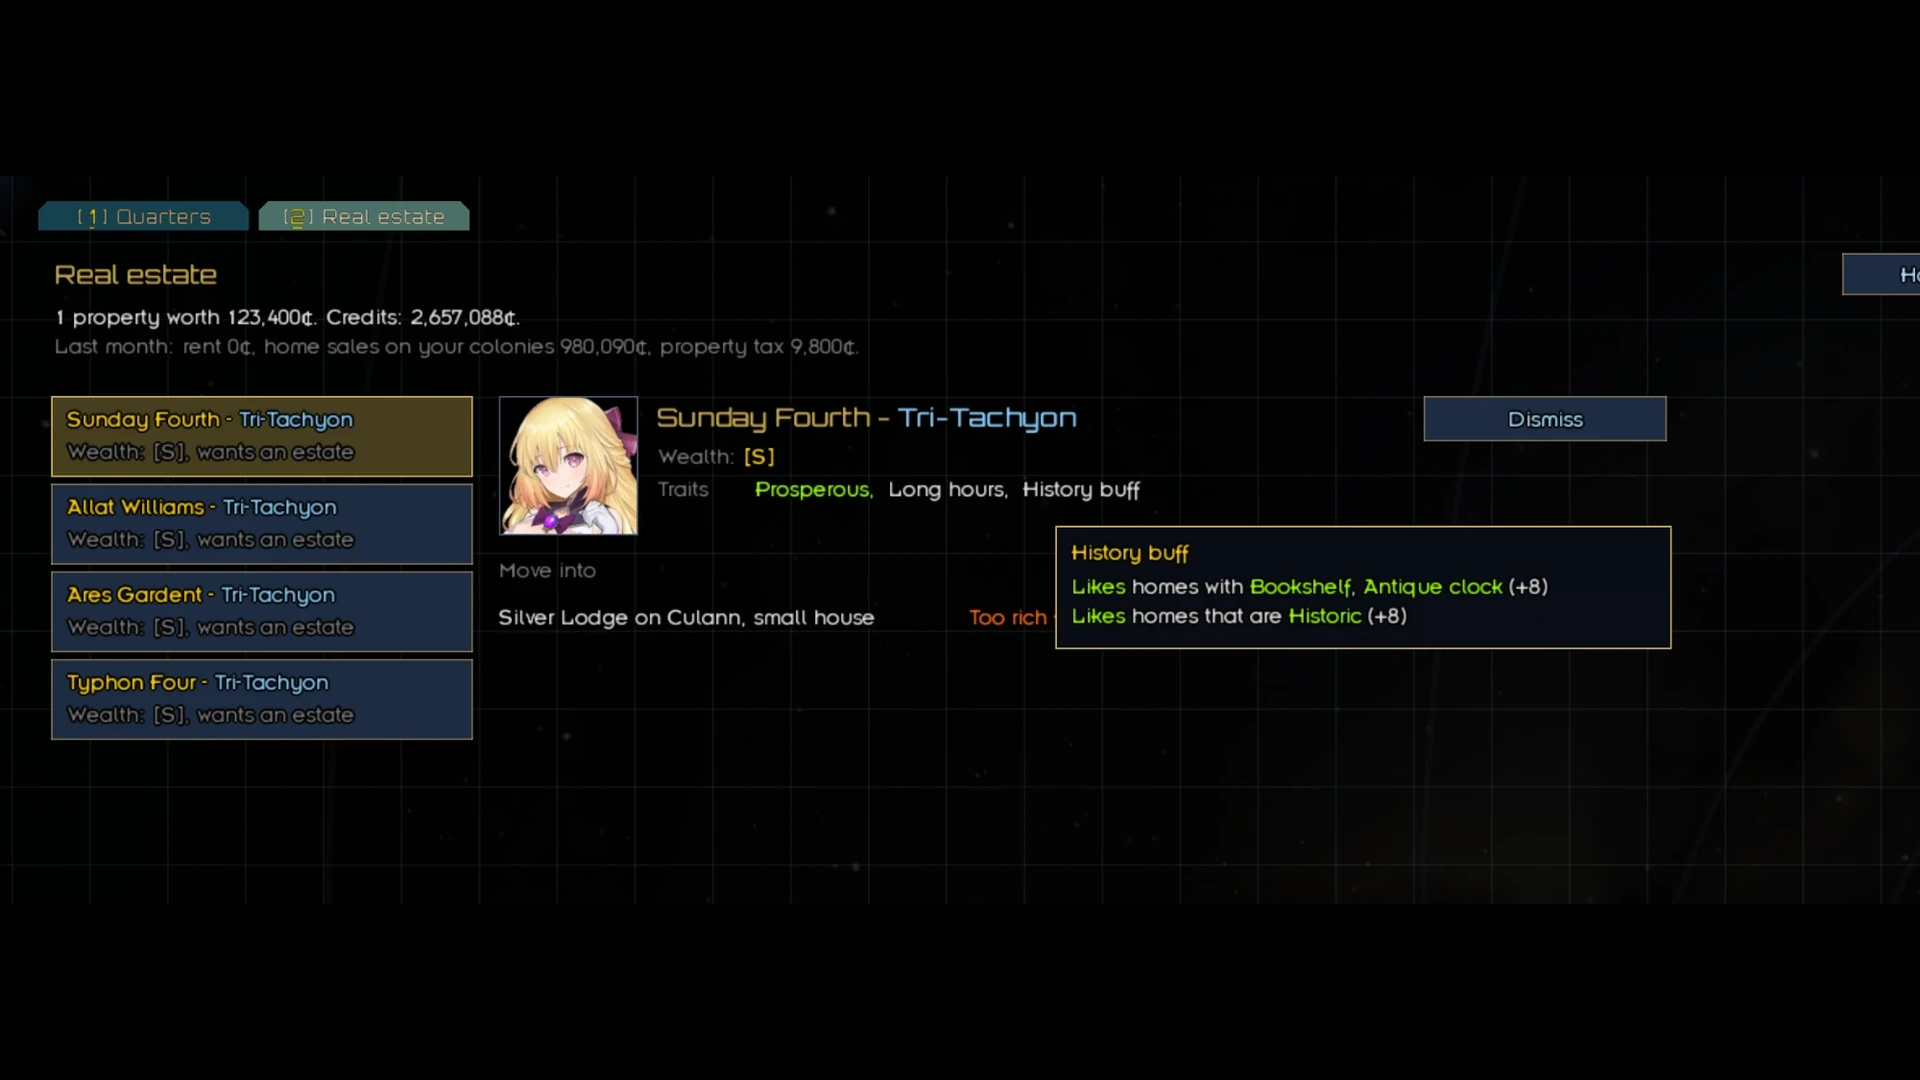 [1] Quarters
[2] Real estate
Real estate
1 property worth 123,400¢. Credits: 2,657,088¢.
Last month: rent 0¢, home sales on your colonies 980,090¢, property tax 9,800¢.
Sunday Fourth - Tri-Tachyon
Wealth: [S], wants an estate
Allat Williams - Tri-Tachyon
Wealth: [S], wants an estate
Ares Gardent - Tri-Tachyon
Wealth: [S], wants an estate
Typhon Four - Tri-Tachyon
Wealth: [S], wants an estate
Sunday Fourth - Tri-Tachyon
Wealth: [S]
Traits Prosperous, Long hours, History buff
Dismiss
Move into
Silver Lodge on Culann, small house
Too rich
History buff
Likes homes with Bookshelf, Antique clock (+8)
Likes homes that are Historic (+8)